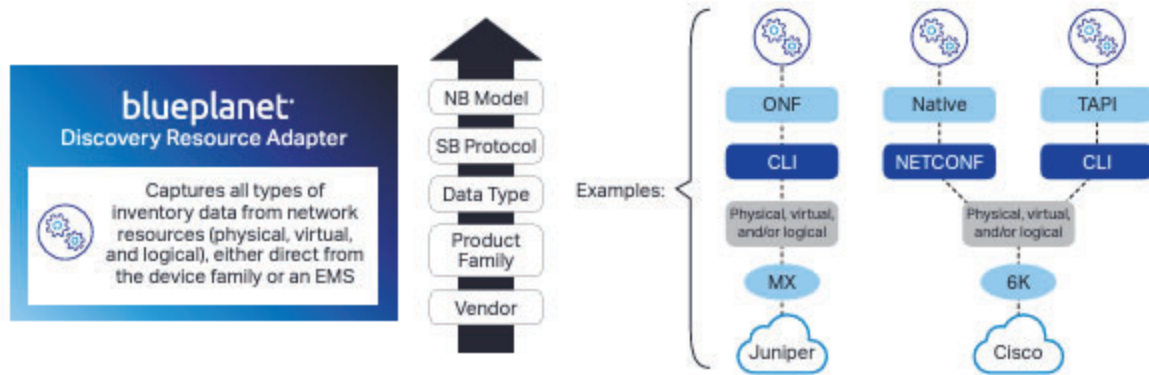 blueplanet
Discovery Resource Adapter
Captures all types of
inventory data from network
resources (physical, virtual,
and logical), either direct from
the device family or an EMS
NB Model
SB Protocol
Data Type
Product
Family
Vendor
Examples:
ONF
Native
TAPI
CLI
NETCONF
CLI
Physical, virtual,
and/or logical
Physical, virtual,
and/or logical
MX
6K
Juniper
Cisco